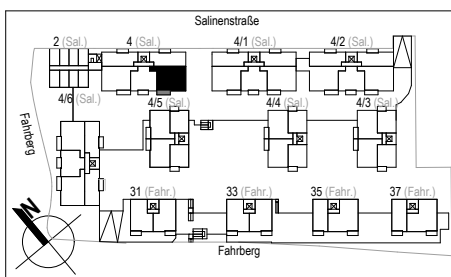 Salinenstraße
2 (Sal.) 4 (Sal.) 4/1 (Sal.) 4/2 (Sal.)
4/6 (Sal.) 4/5 (Sal.) 4/4 (Sal.) 4/3 (Sal.)
Fahrberg
31 (Fahr.) 33 (Fahr.) 35 (Fahr.) 37 (Fahr.)
N
Fahrberg